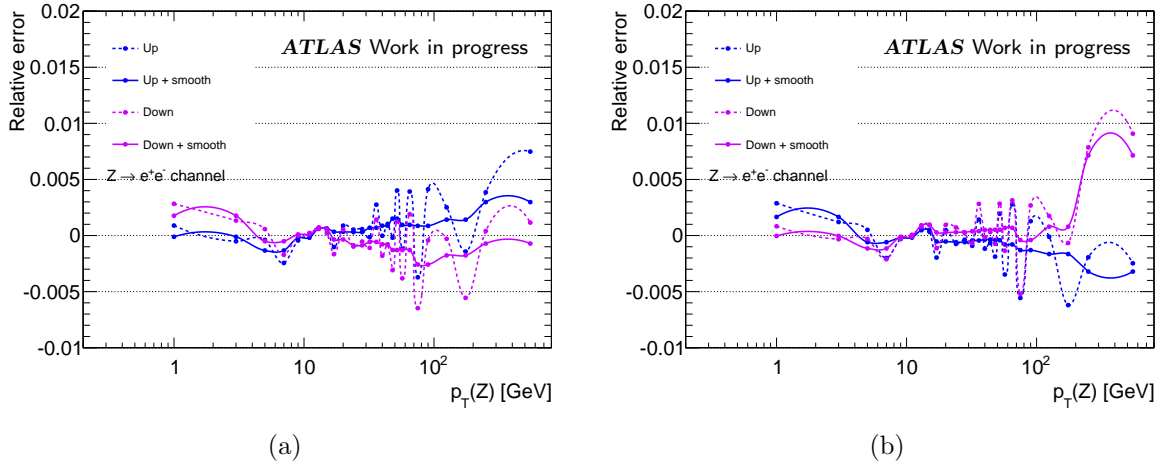 Relative error
0.02
0.015
0.01
0.005
0
-0.005
-0.01
ATLAS Work in progress
Up
Up + smooth
Down
Down + smooth
Z → e⁺e⁻ channel
1 10 10²
p_T(Z) [GeV]
(a)
Relative error
0.02
0.015
0.01
0.005
0
-0.005
-0.01
ATLAS Work in progress
Up
Up + smooth
Down
Down + smooth
Z → e⁺e⁻ channel
1 10 10²
p_T(Z) [GeV]
(b)